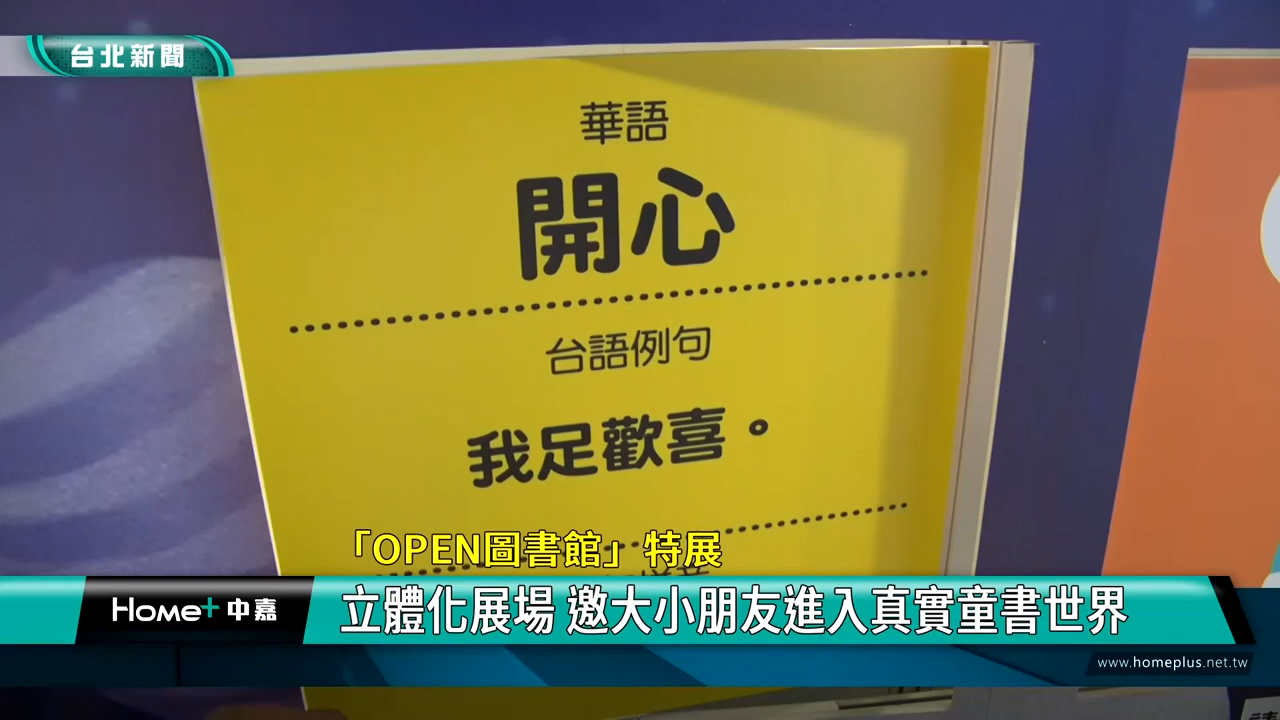 台北新聞
華語
開心
台語例句
我足歡喜。
「OPEN圖書館」特展
Home+中嘉
立體化展場 邀大小朋友進入真實童書世界
www.homeplus.net.tw